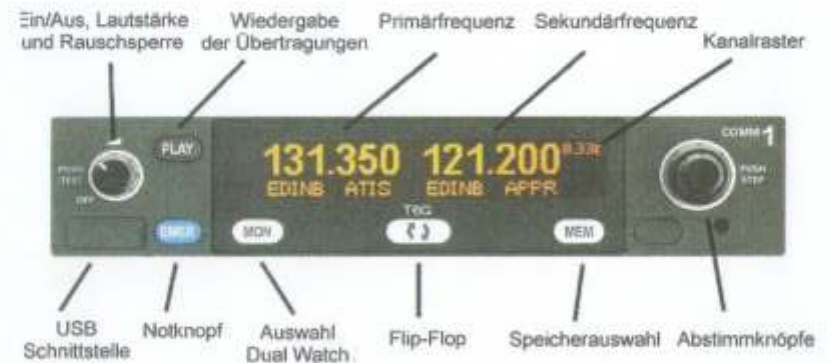 Ein/Aus, Lautstärke
und Rauschsperre
Wiedergabe
der Übertragungen
Primärfrequenz
Sekundärfrequenz
Kanalraster
COMM 1
PLAY
131.350
121.200
8.33k
PUSH
TEST
PUSH
STEP
EDINB ATIS
EDINB APPR
OFF
EMER
MON
MEM
USB
Schnittstelle
Notknopf
Auswahl
Dual Watch
Flip-Flop
Speicherauswahl
Abstimmknöpfe